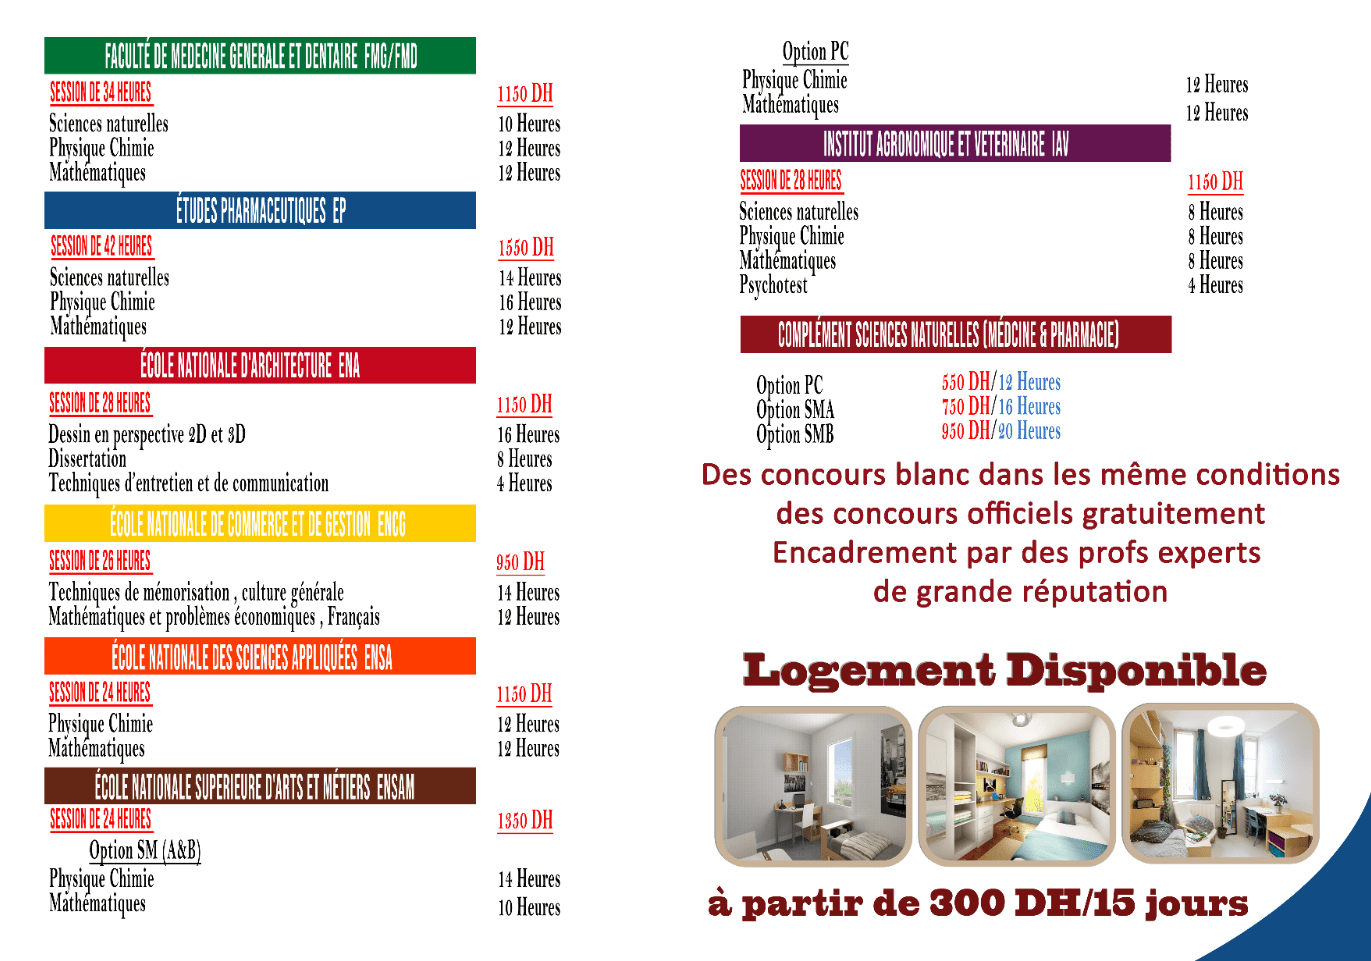 FACULTÉ DE MEDECINE GENERALE ET DENTAIRE FMG/FMD
SESSION DE 34 HEURES 1150 DH
Sciences naturelles 10 Heures
Physique Chimie 12 Heures
Mathématiques 12 Heures
ÉTUDES PHARMACEUTIQUES EP
SESSION DE 42 HEURES 1550 DH
Sciences naturelles 14 Heures
Physique Chimie 16 Heures
Mathématiques 12 Heures
ÉCOLE NATIONALE D'ARCHITECTURE ENA
SESSION DE 28 HEURES 1150 DH
Dessin en perspective 2D et 3D 16 Heures
Dissertation 8 Heures
Techniques d'entretien et de communication 4 Heures
ÉCOLE NATIONALE DE COMMERCE ET DE GESTION ENCG
SESSION DE 26 HEURES 950 DH
Techniques de mémorisation , culture générale 14 Heures
Mathématiques et problèmes économiques , Français 12 Heures
ÉCOLE NATIONALE DES SCIENCES APPLIQUÉES ENSA
SESSION DE 24 HEURES 1150 DH
Physique Chimie 12 Heures
Mathématiques 12 Heures
ÉCOLE NATIONALE SUPERIEURE D'ARTS ET MÉTIERS ENSAM
SESSION DE 24 HEURES 1350 DH
Option SM (A&B)
Physique Chimie 14 Heures
Mathématiques 10 Heures
Option PC
Physique Chimie 12 Heures
Mathématiques 12 Heures
INSTITUT AGRONOMIQUE ET VETERINAIRE IAV
SESSION DE 28 HEURES 1150 DH
Sciences naturelles 8 Heures
Physique Chimie 8 Heures
Mathématiques 8 Heures
Psychotest 4 Heures
COMPLÉMENT SCIENCES NATURELLES (MÉDCINE & PHARMACIE)
Option PC 550 DH/12 Heures
Option SMA 750 DH/16 Heures
Option SMB 950 DH/20 Heures
Des concours blanc dans les même conditions
des concours officiels gratuitement
Encadrement par des profs experts
de grande réputation
Logement Disponible
à partir de 300 DH/15 jours